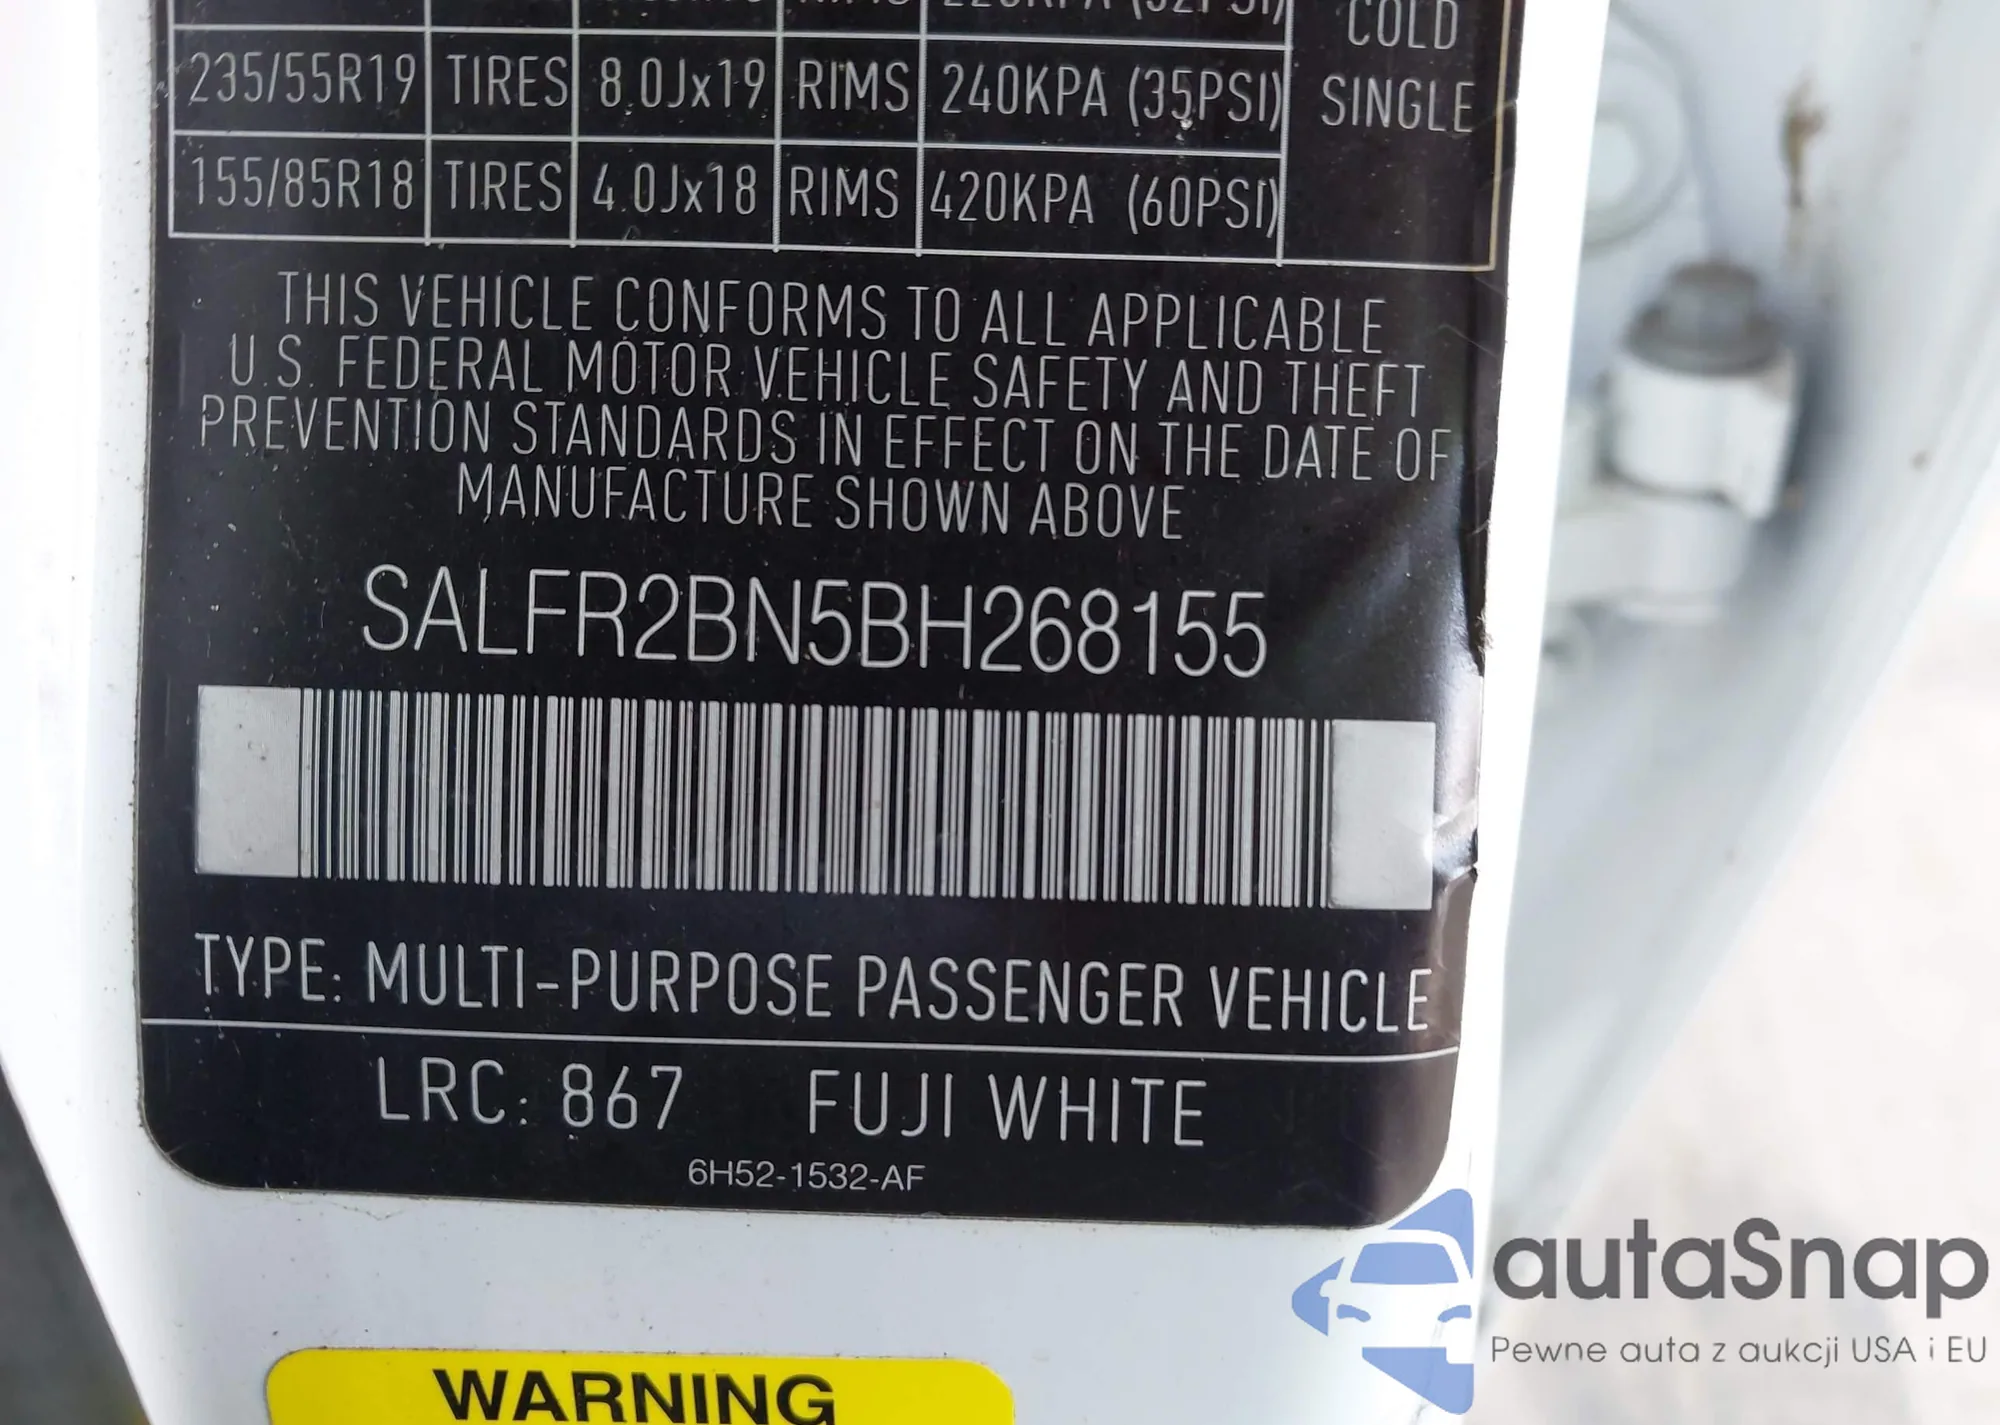 COLD
235/55R19 TIRES 8.0Jx19 RIMS 240KPA (35PSI) SINGLE
155/85R18 TIRES 4.0Jx18 RIMS 420KPA (60PSI)
THIS VEHICLE CONFORMS TO ALL APPLICABLE
U.S. FEDERAL MOTOR VEHICLE SAFETY AND THEFT
PREVENTION STANDARDS IN EFFECT ON THE DATE OF
MANUFACTURE SHOWN ABOVE
SALFR2BN5BH268155
TYPE: MULTI-PURPOSE PASSENGER VEHICLE
LRC: 867 FUJI WHITE
6H52-1532-AF
WARNING
autaSnap
Pewne auta z aukcji USA i EU